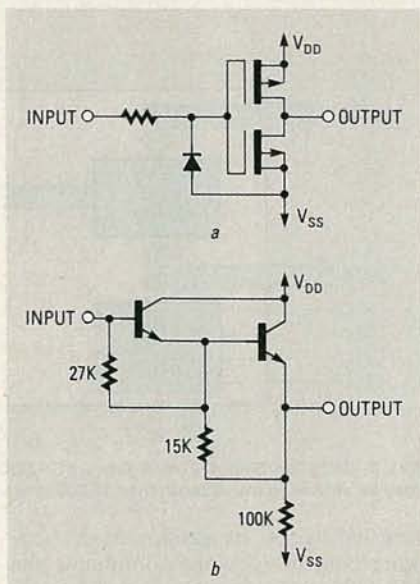 V_DD
INPUT OUTPUT
a
V_SS
V_DD
INPUT
27K
OUTPUT
15K
100K
V_SS
b